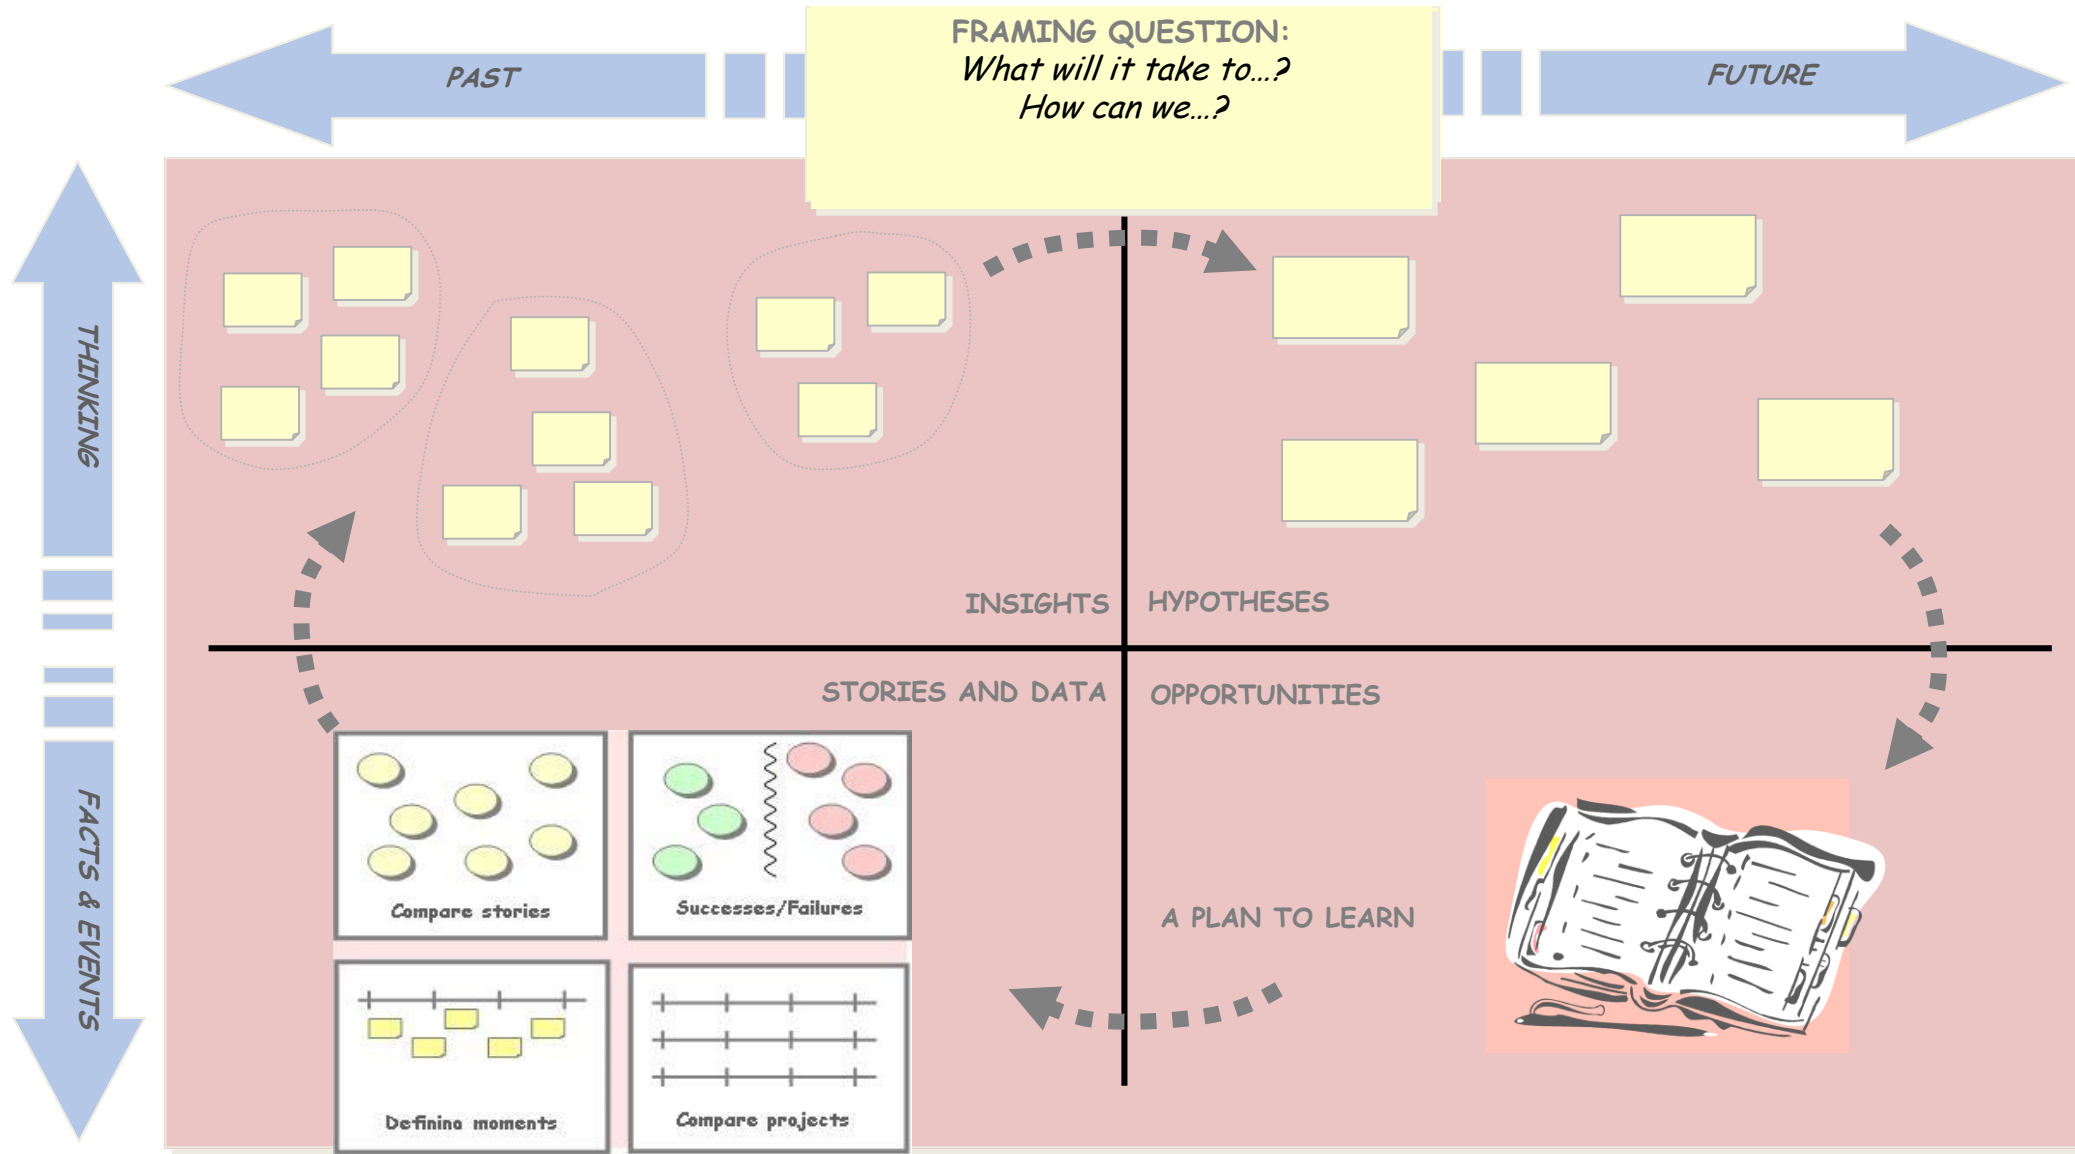 FRAMING QUESTION:
What will it take to...?
How can we...?
PAST
FUTURE
THINKING
INSIGHTS
HYPOTHESES
STORIES AND DATA
OPPORTUNITIES
FACTS & EVENTS
Compare stories
Successes/Failures
A PLAN TO LEARN
Defining moments
Compare projects